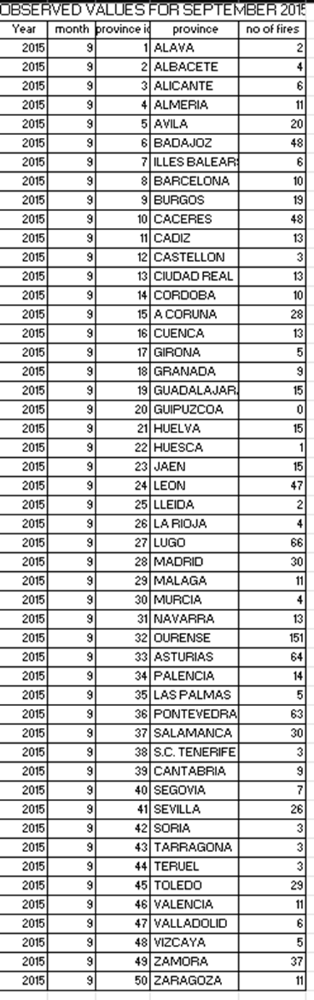 OBSERVED VALUES FOR SEPTEMBER 2015
Year month province id province no of fires
2015 9 1 ALAVA 2
2015 9 2 ALBACETE 4
2015 9 3 ALICANTE 6
2015 9 4 ALMERIA 11
2015 9 5 AVILA 20
2015 9 6 BADAJOZ 48
2015 9 7 ILLES BALEARS 6
2015 9 8 BARCELONA 10
2015 9 9 BURGOS 19
2015 9 10 CACERES 48
2015 9 11 CADIZ 13
2015 9 12 CASTELLON 3
2015 9 13 CIUDAD REAL 13
2015 9 14 CORDOBA 10
2015 9 15 A CORUNA 28
2015 9 16 CUENCA 13
2015 9 17 GIRONA 5
2015 9 18 GRANADA 9
2015 9 19 GUADALAJAR 15
2015 9 20 GUIPUZCOA 0
2015 9 21 HUELVA 15
2015 9 22 HUESCA 1
2015 9 23 JAEN 15
2015 9 24 LEON 47
2015 9 25 LLEIDA 2
2015 9 26 LA RIOJA 4
2015 9 27 LUGO 66
2015 9 28 MADRID 30
2015 9 29 MALAGA 11
2015 9 30 MURCIA 4
2015 9 31 NAVARRA 13
2015 9 32 OURENSE 151
2015 9 33 ASTURIAS 64
2015 9 34 PALENCIA 14
2015 9 35 LAS PALMAS 5
2015 9 36 PONTEVEDRA 63
2015 9 37 SALAMANCA 30
2015 9 38 S.C. TENERIFE 3
2015 9 39 CANTABRIA 9
2015 9 40 SEGOVIA 7
2015 9 41 SEVILLA 26
2015 9 42 SORIA 3
2015 9 43 TARRAGONA 3
2015 9 44 TERUEL 3
2015 9 45 TOLEDO 29
2015 9 46 VALENCIA 11
2015 9 47 VALLADOLID 6
2015 9 48 VIZCAYA 5
2015 9 49 ZAMORA 37
2015 9 50 ZARAGOZA 11